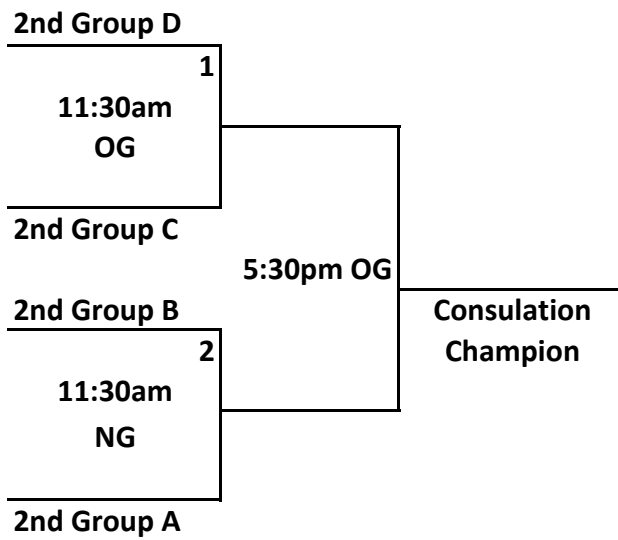 2nd Group D
1
11:30am
OG
2nd Group C
5:30pm OG
2nd Group B
Consulation
Champion
2
11:30am
NG
2nd Group A